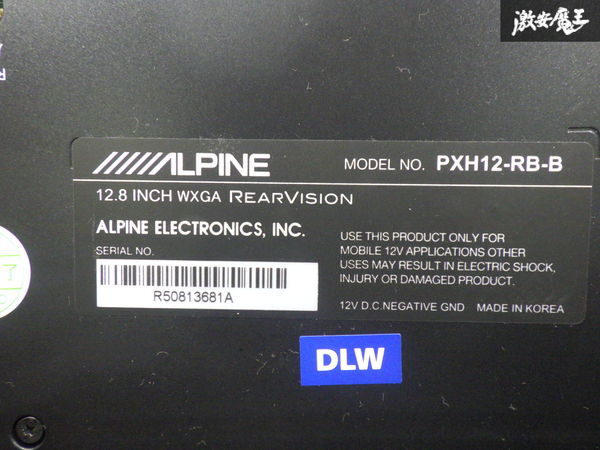 激安魔王
ALPINE
MODEL NO. PXH12-RB-B
12.8 INCH WXGA REARVISION
ALPINE ELECTRONICS, INC.
SERIAL NO.
R50813681A
USE THIS PRODUCT ONLY FOR
MOBILE 12V APPLICATIONS OTHER
USES MAY RESULT IN ELECTRIC SHOCK,
INJURY OR DAMAGED PRODUCT.
12V D.C. NEGATIVE GND MADE IN KOREA
DLW